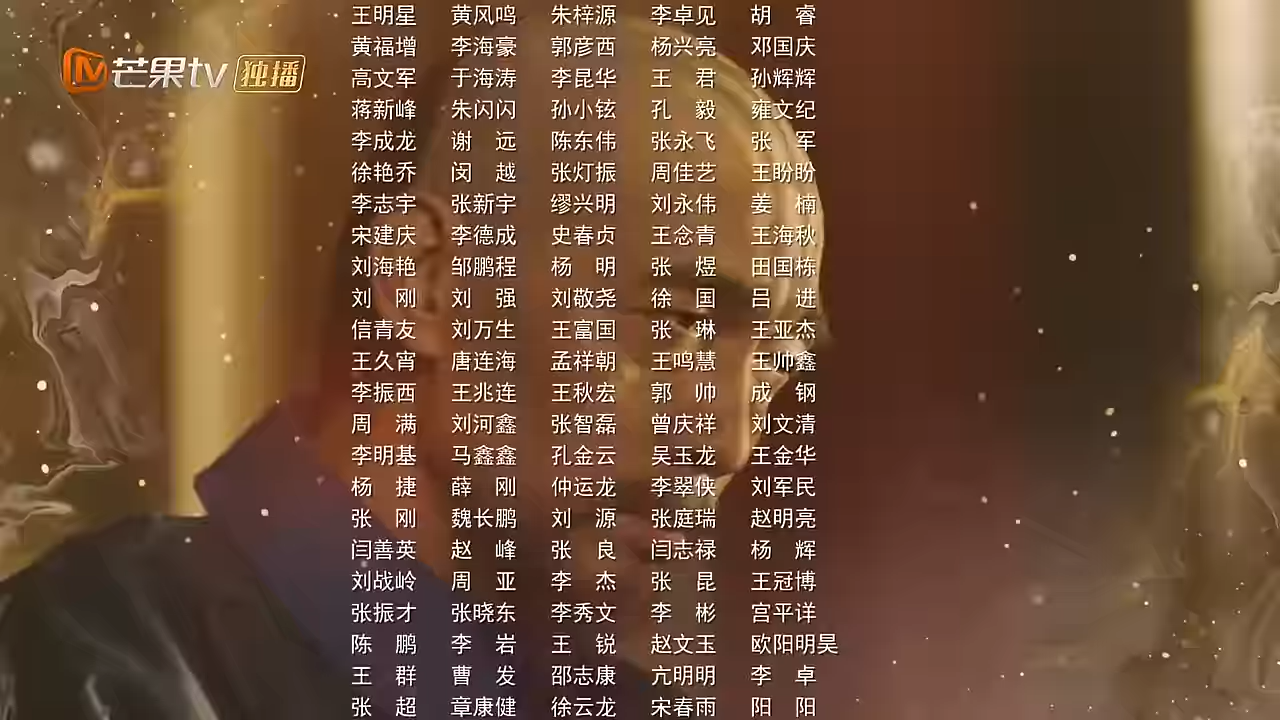 王明星 黄风鸣 朱梓源 李卓见 胡 睿
黄福增 李海豪 郭彦西 杨兴亮 邓国庆
芒果tv 独播
高文军 于海涛 李昆华 王 君 孙辉辉
蒋新峰 朱闪闪 孙小铉 孔 毅 雍文纪
李成龙 谢 远 陈东伟 张永飞 张 军
徐艳乔 闵 越 张灯振 周佳艺 王盼盼
李志宇 张新宇 缪兴明 刘永伟 姜 楠
宋建庆 李德成 史春贞 王念青 王海秋
刘海艳 邹鹏程 杨 明 张 煜 田国栋
刘 刚 刘 强 刘敬尧 徐 国 吕 进
信青友 刘万生 王富国 张 琳 王亚杰
王久宵 唐连海 孟祥朝 王鸣慧 王帅鑫
李振西 王兆连 王秋宏 郭 帅 成 钢
周 满 刘河鑫 张智磊 曾庆祥 刘文清
李明基 马鑫鑫 孔金云 吴玉龙 王金华
杨 捷 薛 刚 仲运龙 李翠侠 刘军民
张 刚 魏长鹏 刘 源 张庭瑞 赵明亮
闫善英 赵 峰 张 良 闫志禄 杨 辉
刘战岭 周 亚 李 杰 张 昆 王冠博
张振才 张晓东 李秀文 李 彬 宫平详
陈 鹏 李 岩 王 锐 赵文玉 欧阳明昊
王 群 曹 发 邵志康 亢明明 李 卓
张 超 章康健 徐云龙 宋春雨 阳 阳